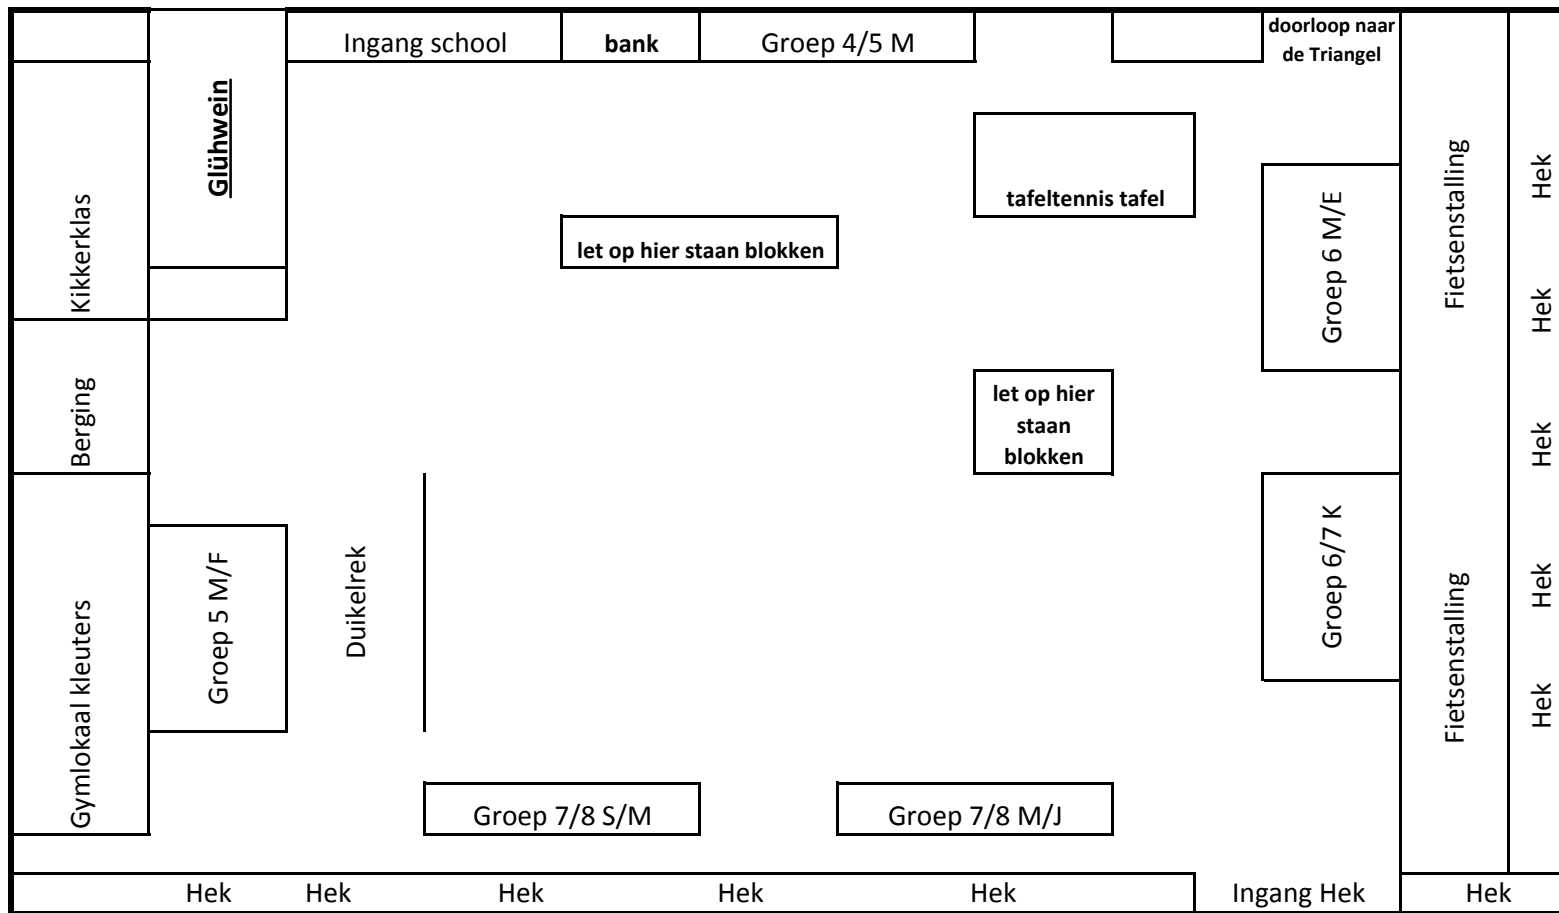 Ingang school
bank
Groep 4/5 M
doorloop naar
de Triangel
Glühwein
Kikkerklas
tafeltennis tafel
let op hier staan blokken
Groep 6 M/E
Fietsenstalling
Hek
Hek
Berging
let op hier
staan
blokken
Hek
Gymlokaal kleuters
Groep 5 M/F
Duikelrek
Groep 6/7 K
Fietsenstalling
Hek
Hek
Groep 7/8 S/M
Groep 7/8 M/J
Hek
Hek
Hek
Hek
Hek
Ingang Hek
Hek